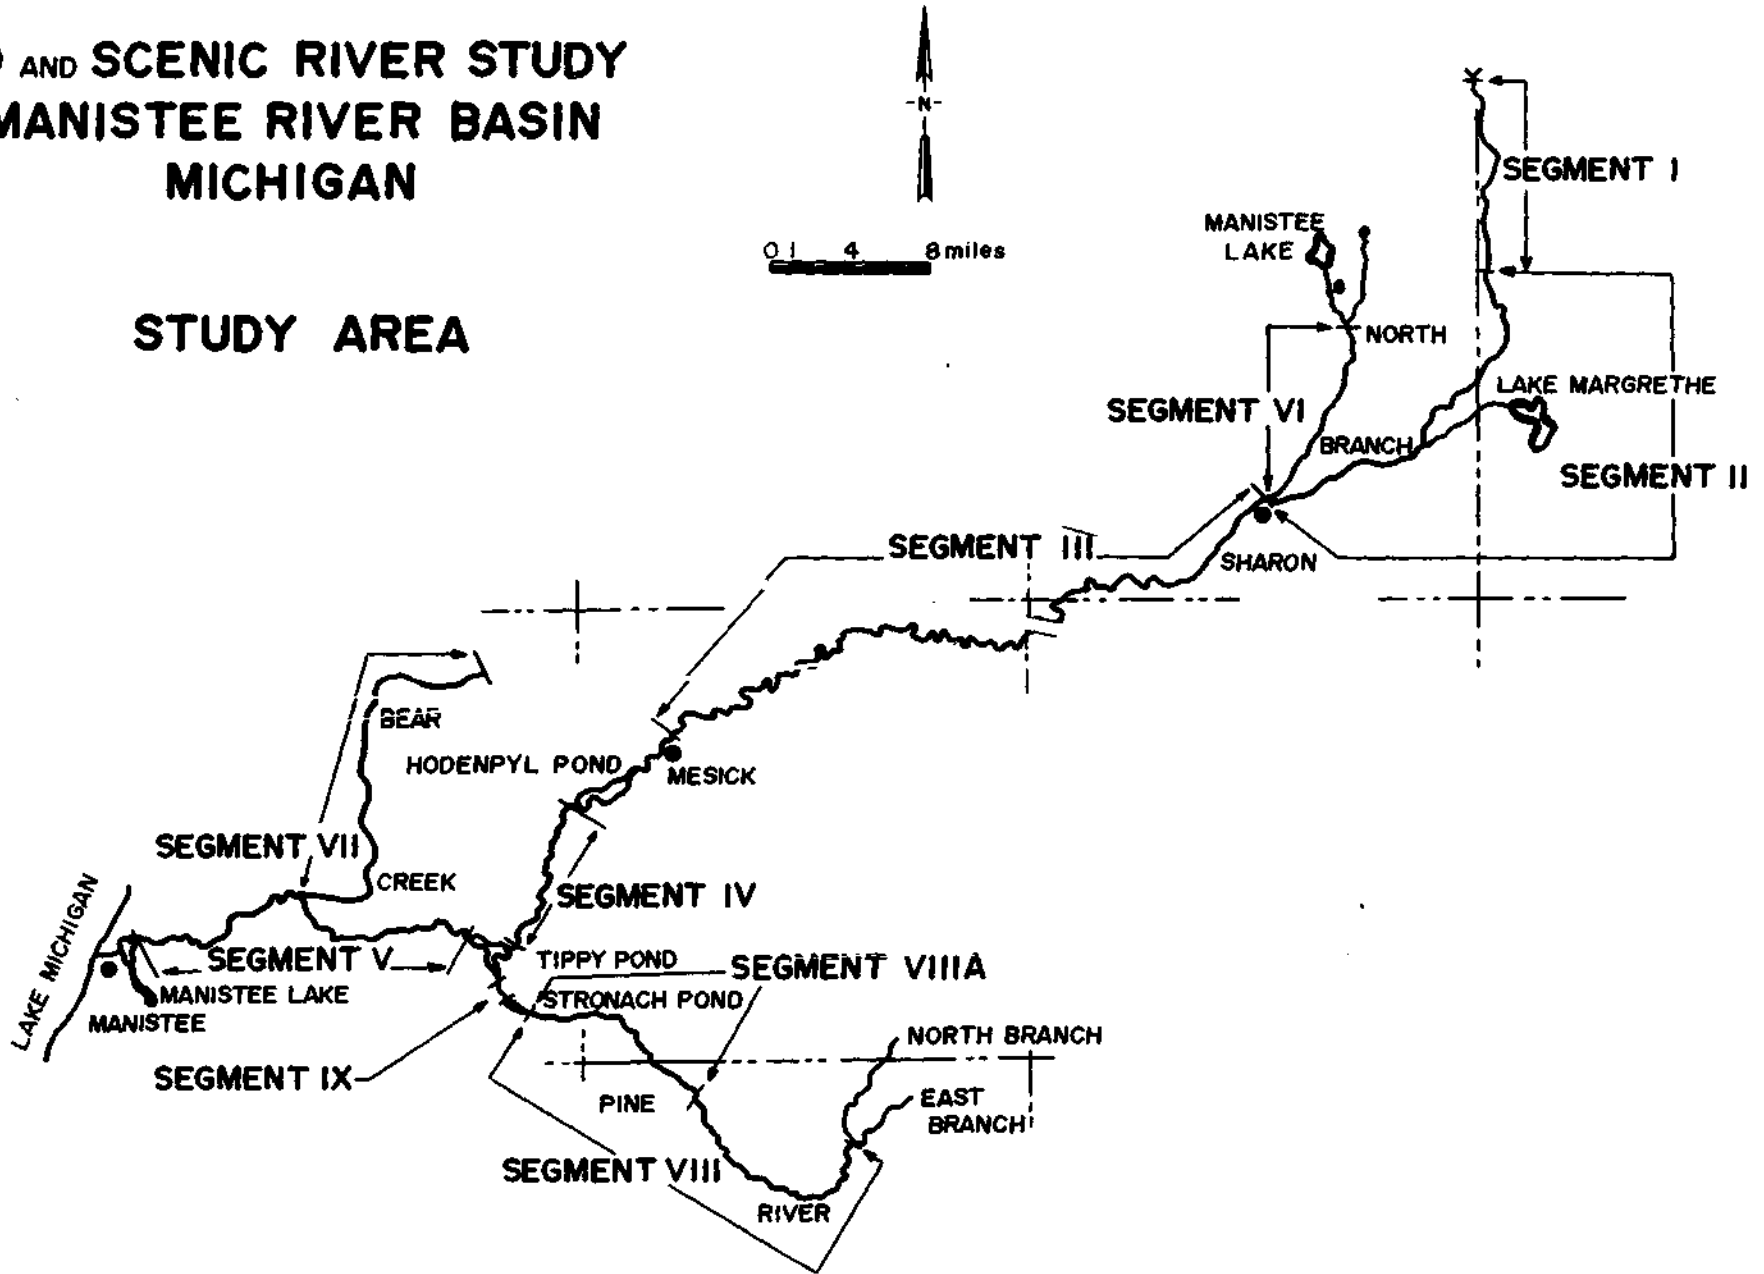 AND SCENIC RIVER STUDY
MANISTEE RIVER BASIN
MICHIGAN
STUDY AREA
-N-
0 1 4 8 miles
SEGMENT I
MANISTEE
LAKE
NORTH
LAKE MARGRETHE
SEGMENT VI
BRANCH
SEGMENT II
SEGMENT III
SHARON
BEAR
HODENPYL POND
MESICK
SEGMENT VII
CREEK
SEGMENT IV
LAKE MICHIGAN
SEGMENT V
TIPPY POND
SEGMENT VIIIA
MANISTEE LAKE
STRONACH POND
MANISTEE
NORTH BRANCH
SEGMENT IX
PINE
EAST
BRANCH
SEGMENT VIII
RIVER